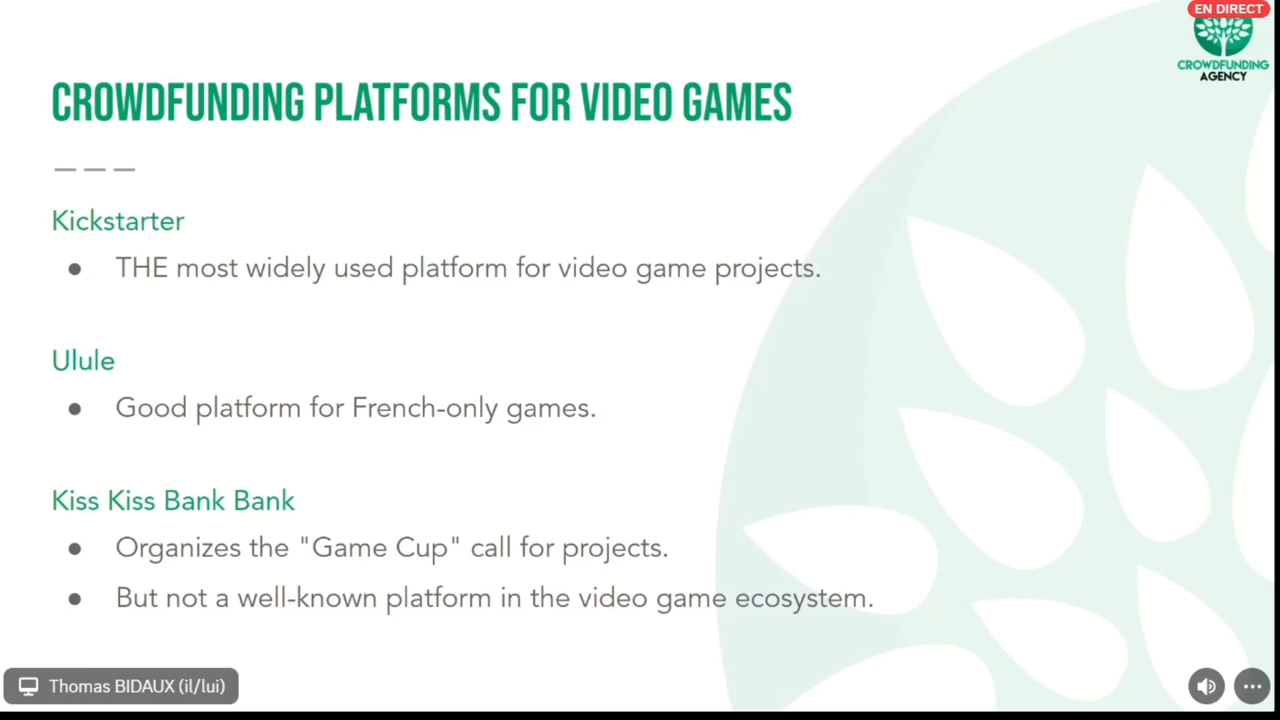 EN DIRECT
CROWDFUNDING
AGENCY
CROWDFUNDING PLATFORMS FOR VIDEO GAMES
Kickstarter
● THE most widely used platform for video game projects.
Ulule
● Good platform for French-only games.
Kiss Kiss Bank Bank
● Organizes the "Game Cup" call for projects.
● But not a well-known platform in the video game ecosystem.
Thomas BIDAUX (il/lui)